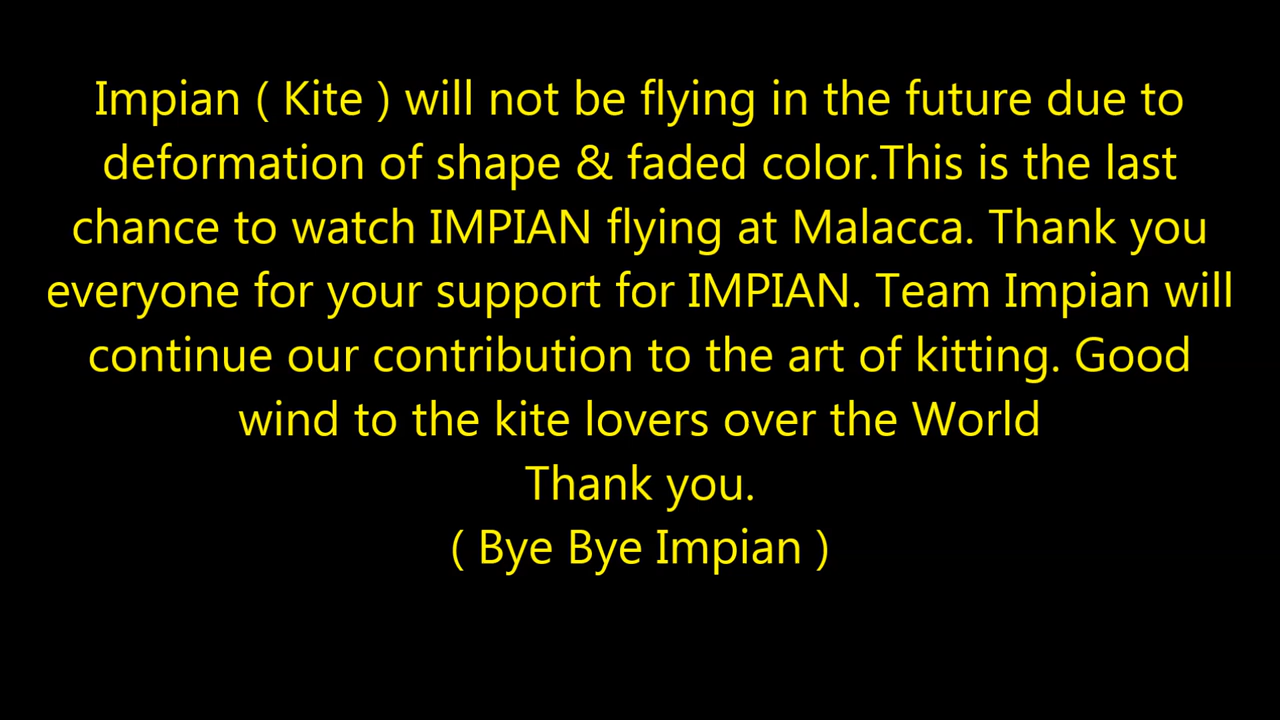 Impian ( Kite ) will not be flying in the future due to
deformation of shape & faded color.This is the last
chance to watch IMPIAN flying at Malacca. Thank you
everyone for your support for IMPIAN. Team Impian will
continue our contribution to the art of kitting. Good
wind to the kite lovers over the World
Thank you.
( Bye Bye Impian )